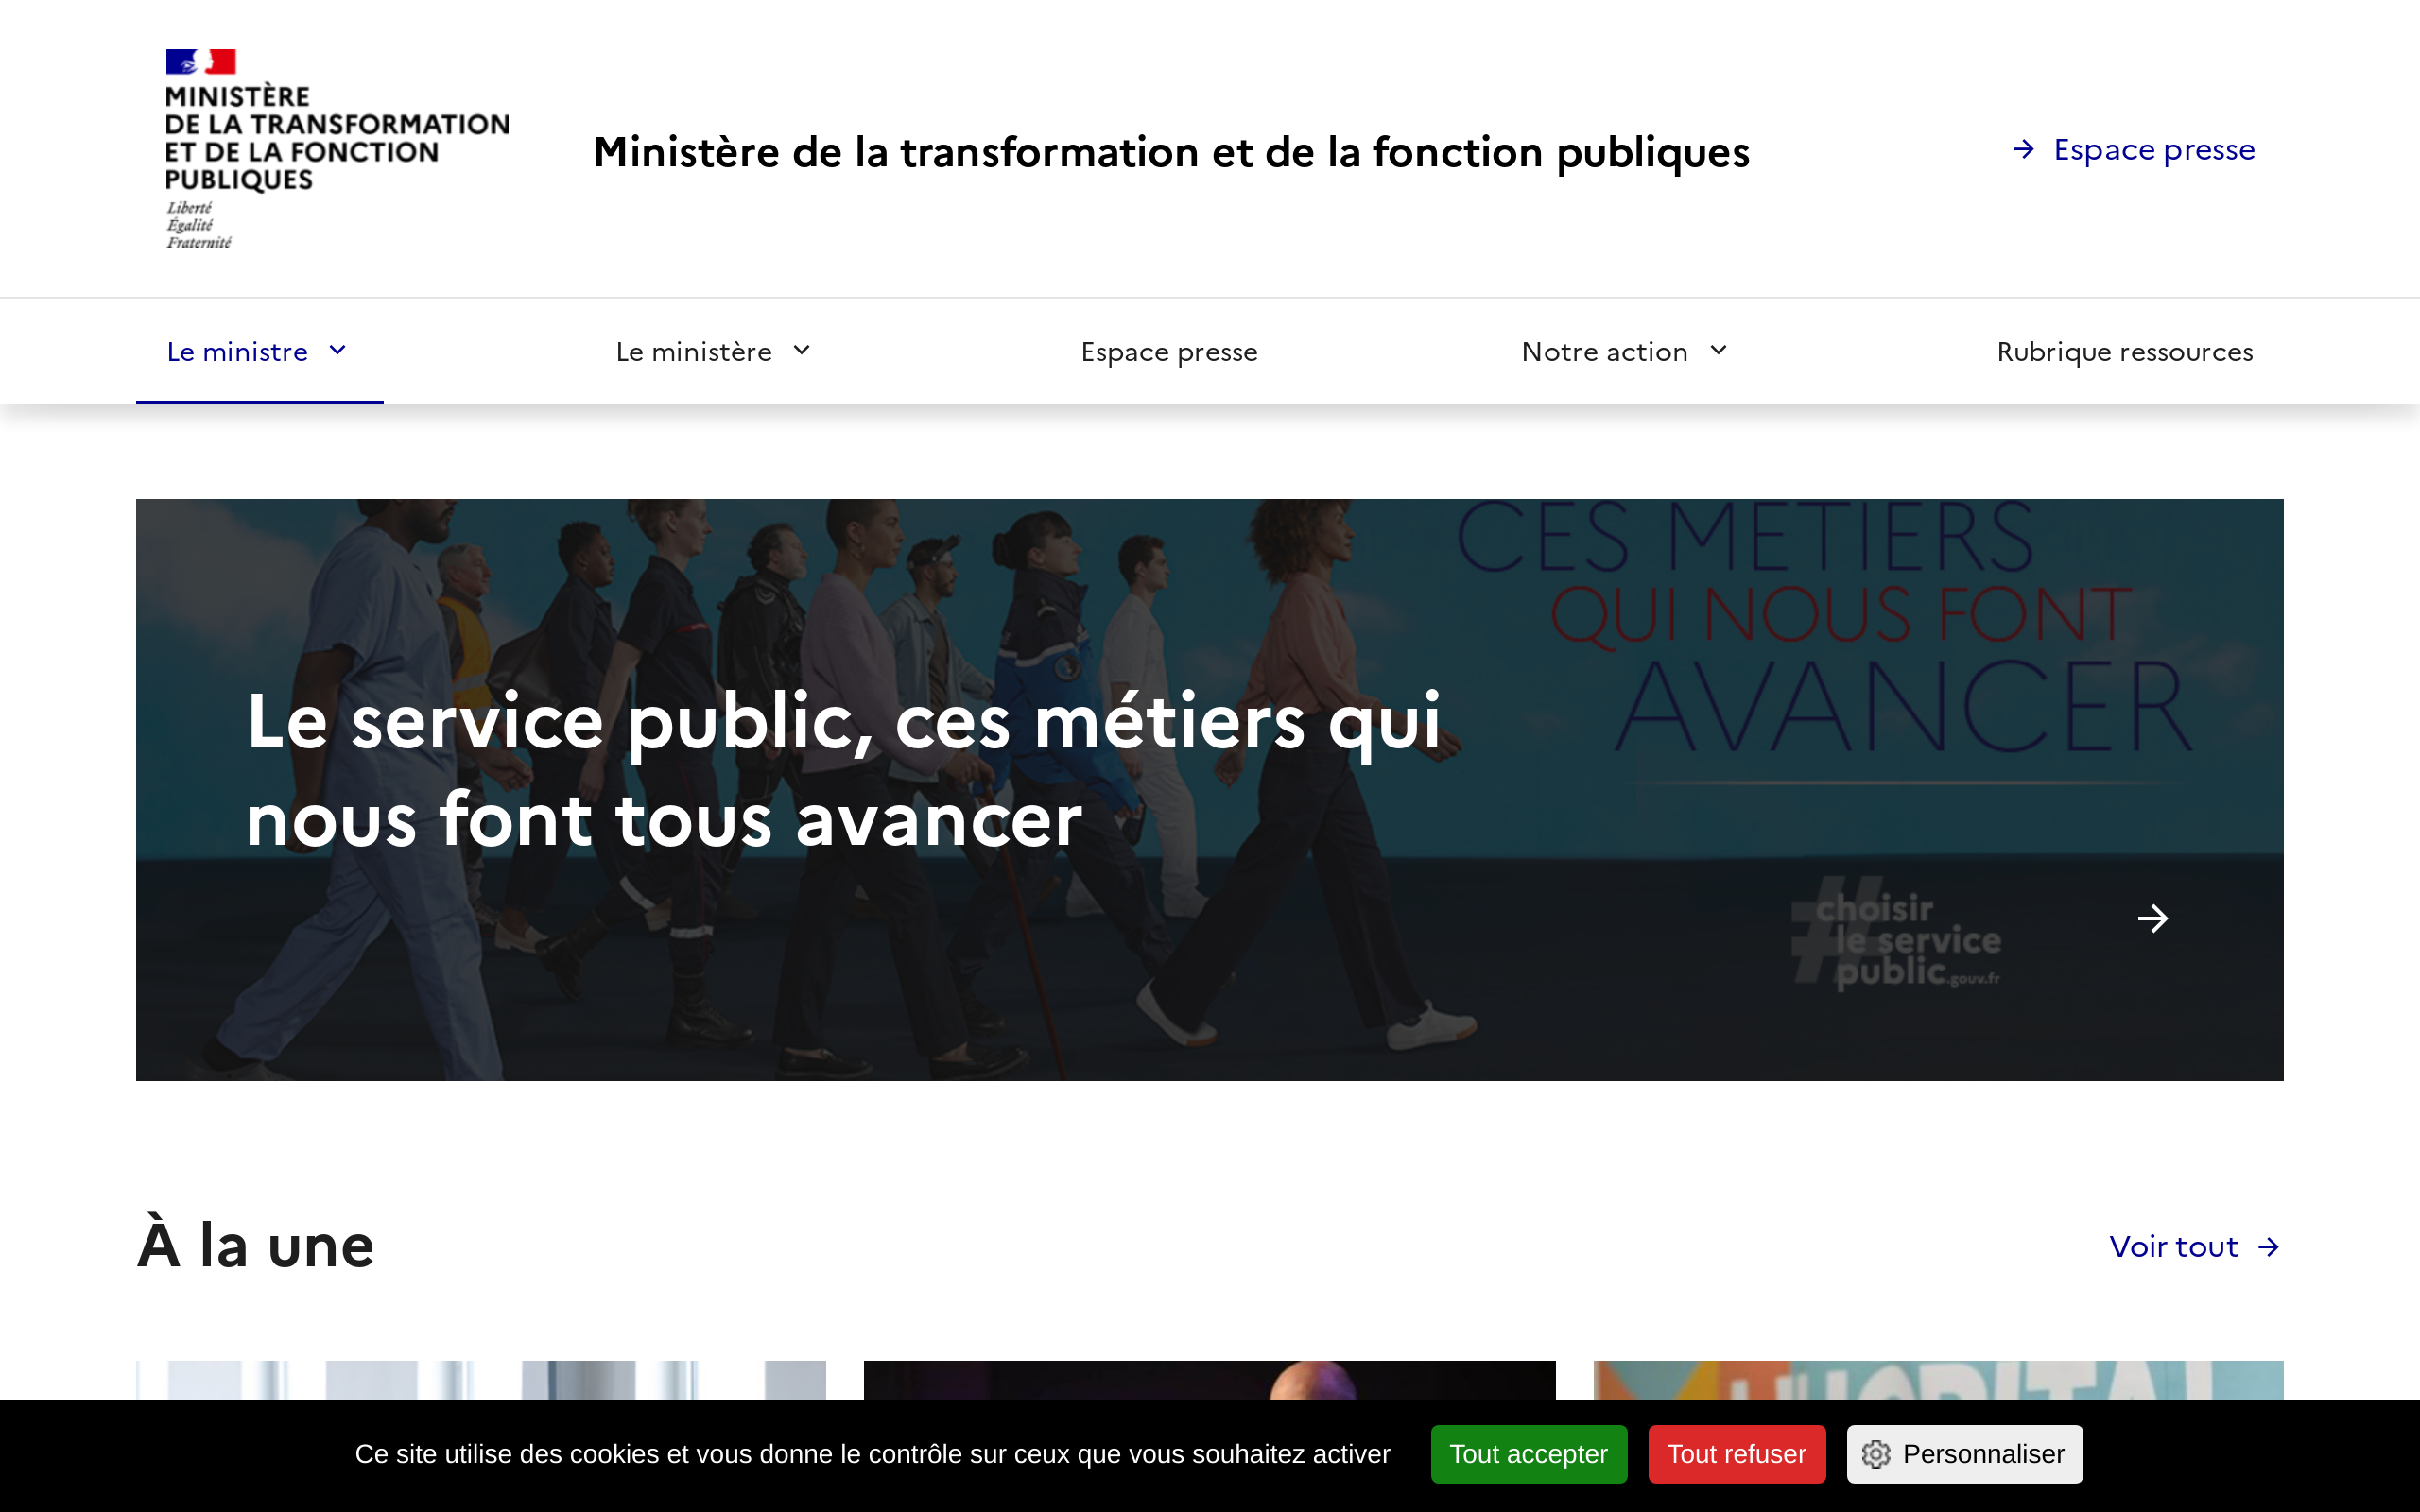 MINISTÈRE
DE LA TRANSFORMATION
ET DE LA FONCTION
PUBLIQUES
Liberté
Égalité
Fraternité
Ministère de la transformation et de la fonction publiques
Espace presse
Le ministre
Le ministère
Espace presse
Notre action
Rubrique ressources
CES METIERS
QUI NOUS FONT
AVANCER
Le service public, ces métiers qui
nous font tous avancer
#choisir
le service
public.gouv.fr
À la une
Voir tout
Ce site utilise des cookies et vous donne le contrôle sur ceux que vous souhaitez activer
Tout accepter
Tout refuser
Personnaliser